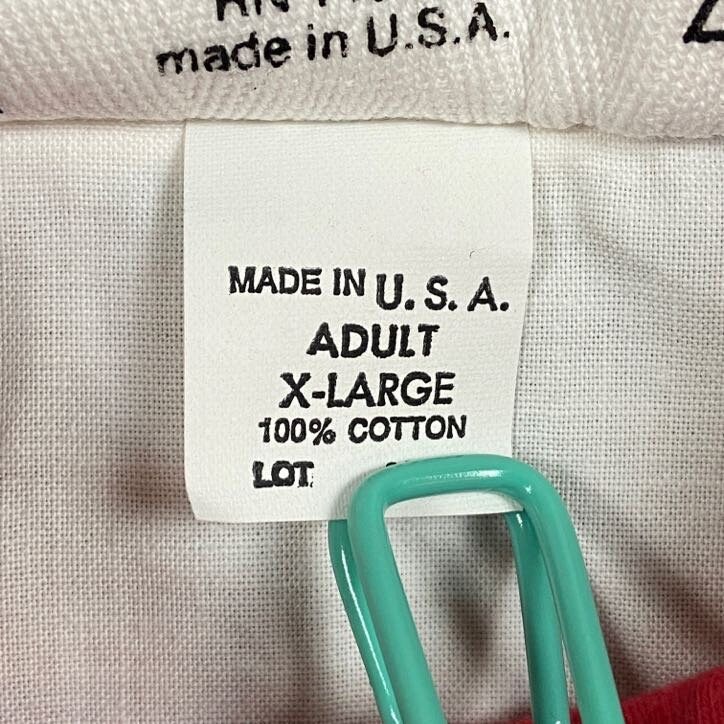 made in U.S.A.
MADE IN U. S. A.
ADULT
X-LARGE
100% COTTON
LOT